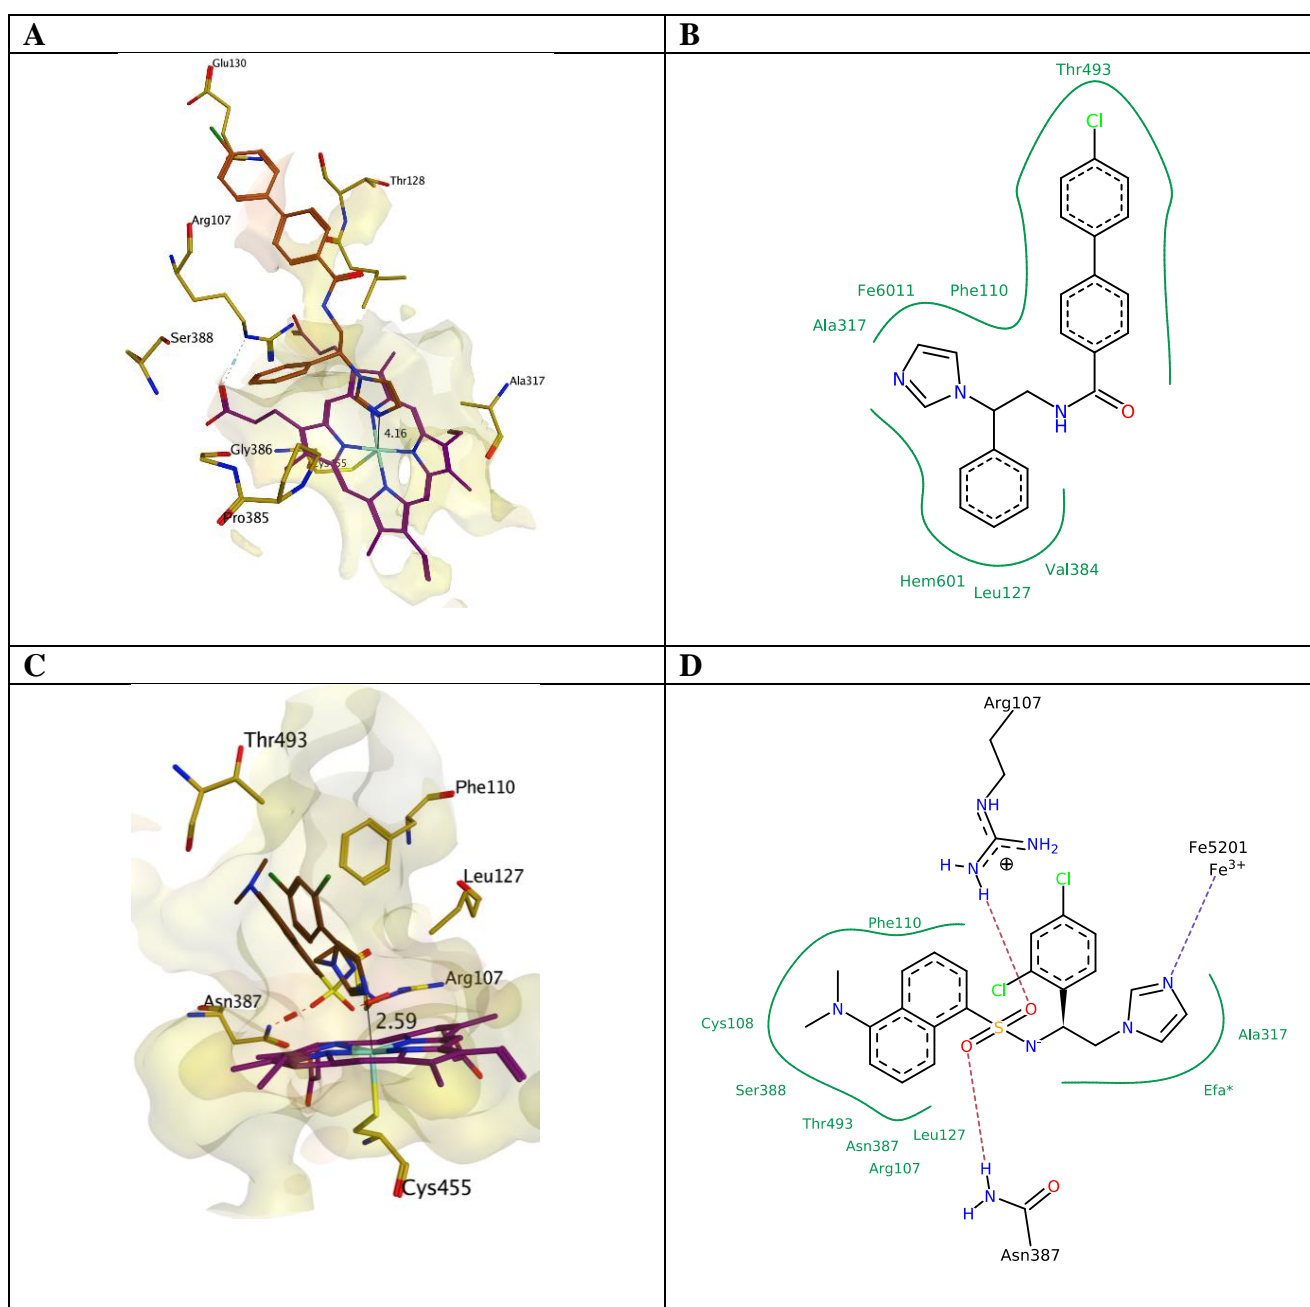 A
B
Glu130
Thr128
Arg107
Ser388
Ala317
4.16
Gly386
Pro385
Thr493
Cl
Fe6011 Phe110
Ala317
N
N
N
H
O
Hem601
Leu127
Val384
C
D
Thr493
Phe110
Leu127
Arg107
Asn387
2.59
Cys455
Arg107
NH
NH2
H N
H
⊕
Fe5201
Fe3+
Cl
Phe110
Cl
N
N
N
Cys108
O
S
O
N-
Ala317
Ser388
Efa*
Thr493
Asn387
Leu127
Arg107
H
N
H
O
Asn387